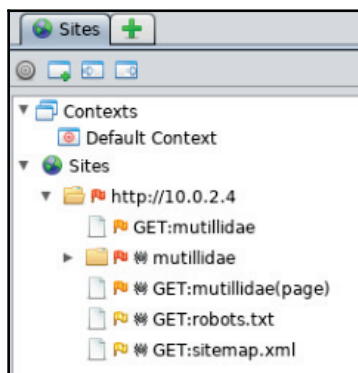 Sites
Contexts
Default Context
Sites
http://10.0.2.4
GET:mutillidae
mutillidae
GET:mutillidae(page)
GET:robots.txt
GET:sitemap.xml